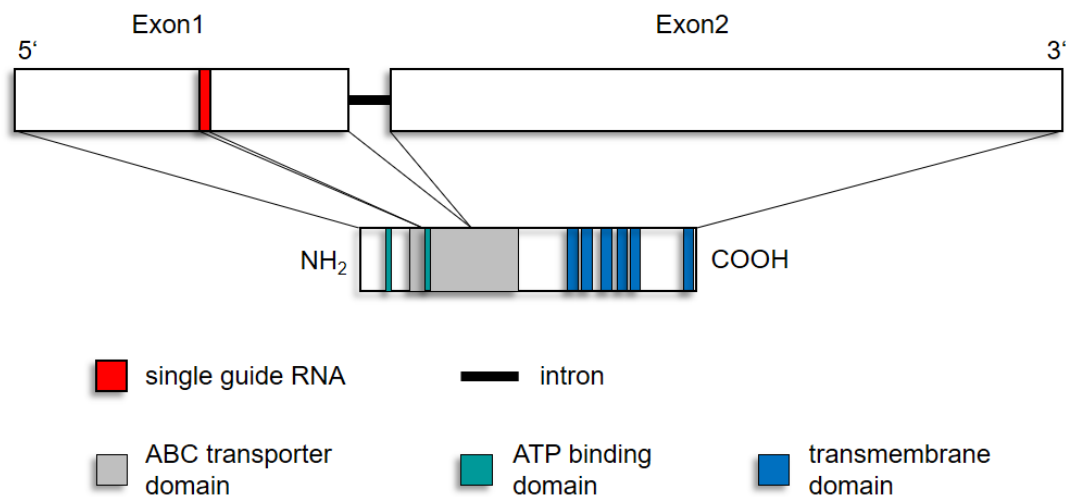 Exon1
Exon2
5‘
3‘
NH₂
COOH
single guide RNA
intron
ABC transporter
domain
ATP binding
domain
transmembrane
domain